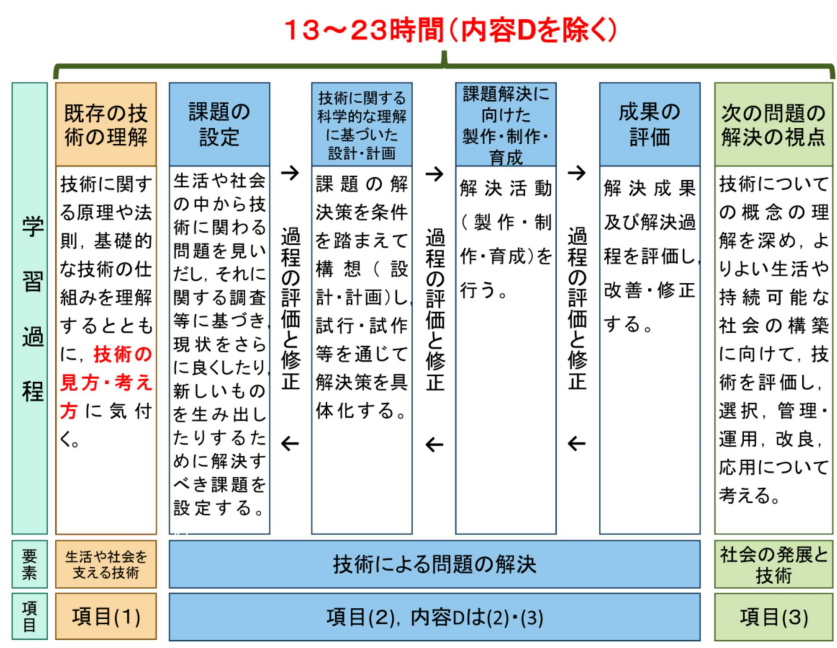 13～23時間（内容Dを除く）
学習過程
既存の技
術の理解
技術に関す
る原理や法
則，基礎的
な技術の仕
組みを理解
するととも
に，技術の
見方・考え
方に気付
く。
課題の
設定
生活や社会
の中から技
術に関わる
問題を見い
だし，それに
関する調査
等に基づき，
現状をさら
に良くしたり，
新しいもの
を生み出し
たりするた
めに解決す
べき課題を
設定する。
→
過程の評価と修正
←
技術に関する
科学的な理解
に基づいた
設計・計画
課題の解
決策を条件
を踏まえて
構想（設
計・計画）し，
試行・試作
等を通じて
解決策を具
体化する。
→
過程の評価と修正
←
課題解決に
向けた
製作・制作・
育成
解決活動
（製作・制
作・育成）を
行う。
→
過程の評価と修正
←
成果の
評価
解決成果
及び解決過
程を評価し，
改善・修正
する。
次の問題の
解決の視点
技術について
の概念の理
解を深め，よ
りよい生活や
持続可能な
社会の構築
に向けて，技
術を評価し，
選択，管理・
運用，改良，
応用について
考える。
要素
生活や社会を
支える技術
技術による問題の解決
社会の発展と
技術
項目
項目(1)
項目(2)，内容Dは(2)・(3)
項目(3)